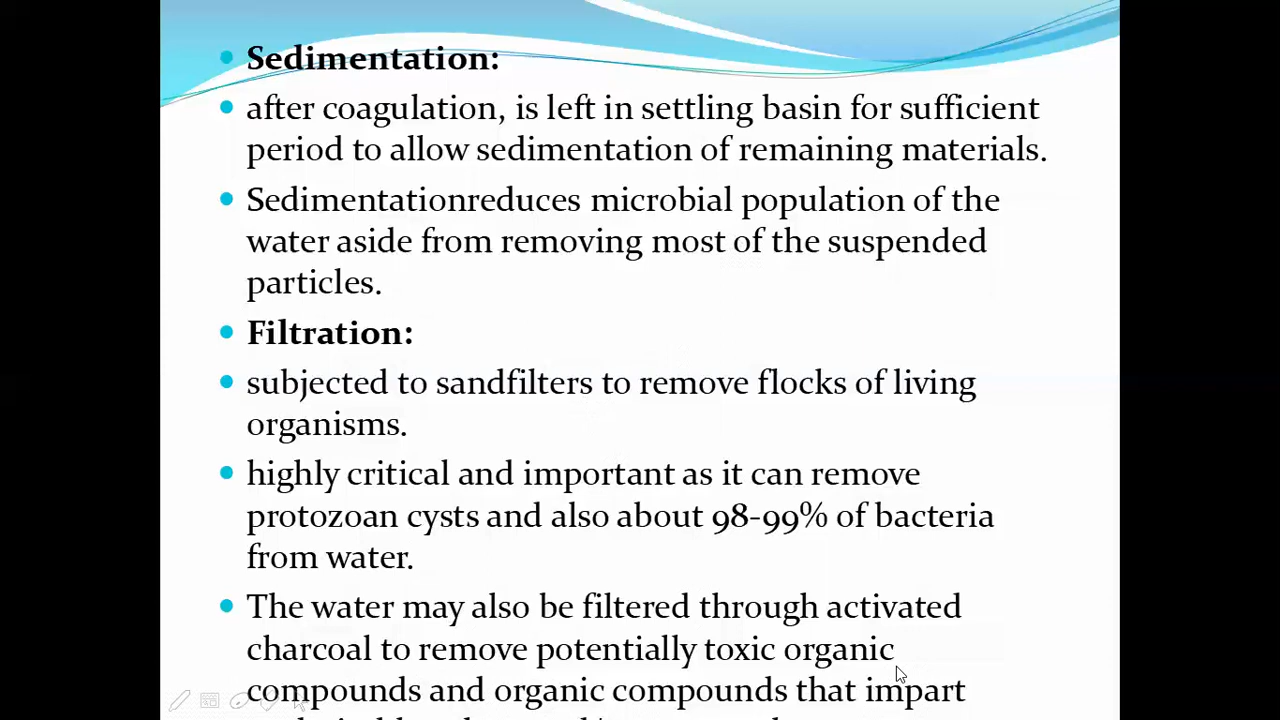 Sedimentation:
after coagulation, is left in settling basin for sufficient
period to allow sedimentation of remaining materials.
Sedimentationreduces microbial population of the
water aside from removing most of the suspended
particles.
Filtration:
subjected to sandfilters to remove flocks of living
organisms.
highly critical and important as it can remove
protozoan cysts and also about 98-99% of bacteria
from water.
The water may also be filtered through activated
charcoal to remove potentially toxic organic
compounds and organic compounds that impart